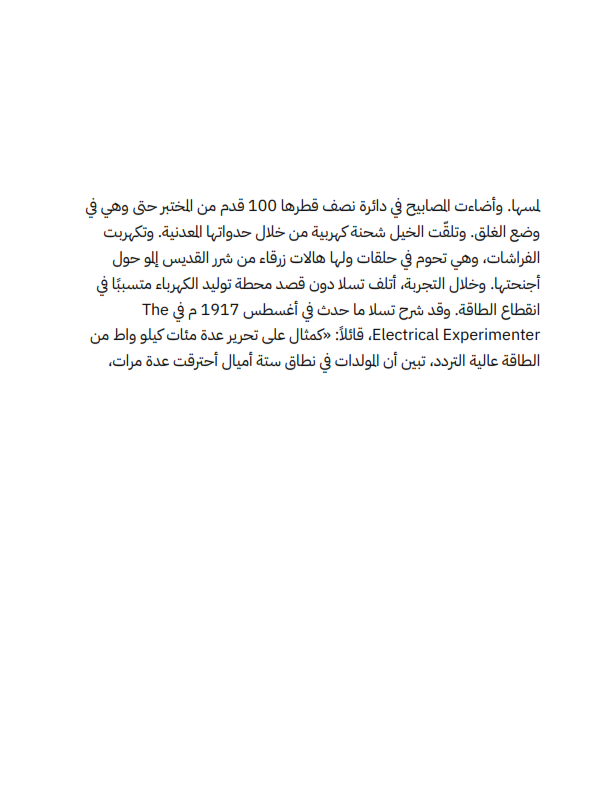 لمسها. وأضاءت المصابيح في دائرة نصف قطرها 100 قدم من المختبر حتى وهي في
وضع الغلق. وتلقّت الخيل شحنة كهربية من خلال حدواتها المعدنية. وتكهربت
الفراشات، وهي تحوم في حلقات ولها هالات زرقاء من شرر القديس إلمو حول
أجنحتها. وخلال التجربة، أتلف تسلا دون قصد محطة توليد الكهرباء متسببًا في
انقطاع الطاقة. وقد شرح تسلا ما حدث في أغسطس 1917 م في The
Electrical Experimenter، قائلاً: «كمثال على تحرير عدة مئات كيلو واط من
الطاقة عالية التردد، تبين أن المولدات في نطاق ستة أميال أحترقت عدة مرات،